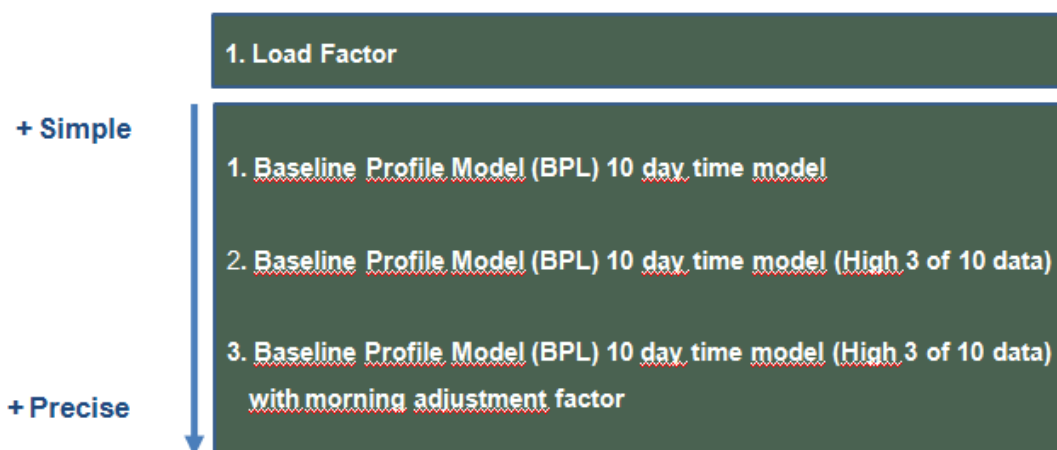 1. Load Factor
+ Simple
1. Baseline Profile Model (BPL) 10 day time model
2. Baseline Profile Model (BPL) 10 day time model (High 3 of 10 data)
3. Baseline Profile Model (BPL) 10 day time model (High 3 of 10 data)
with morning adjustment factor
+ Precise